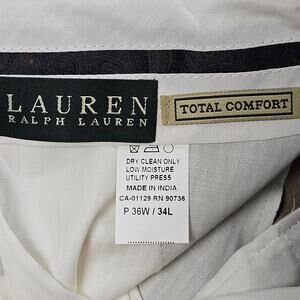 LAUREN
RALPH LAUREN
TOTAL COMFORT
DRY CLEAN ONLY
LOW MOISTURE
UTILITY PRESS
MADE IN INDIA
CA-01129 RN 90736
P 36W / 34L